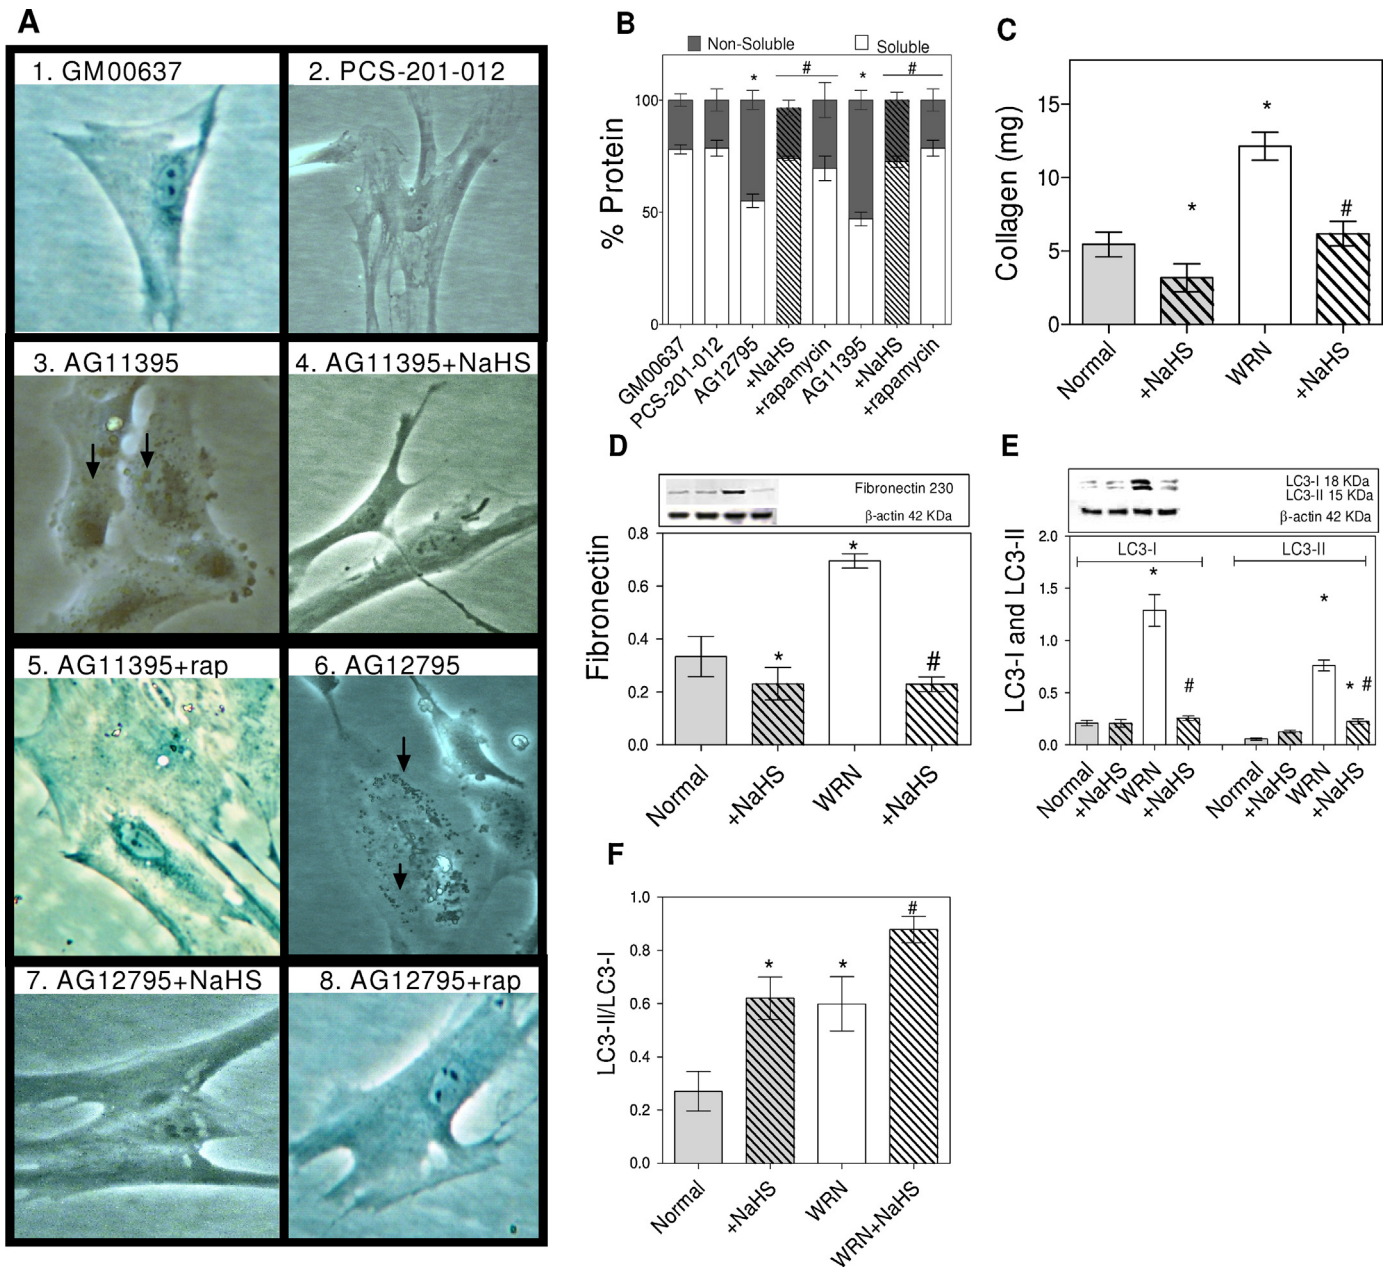 A
1. GM00637
2. PCS-201-012
3. AG11395
4. AG11395+NaHS
5. AG11395+rap
6. AG12795
7. AG12795+NaHS
8. AG12795+rap
B
Non-Soluble
Soluble
* # * #
% Protein
100
50
0
GM00637
PCS-201-012
AG12795
+NaHS
+rapamycin
AG11395
+NaHS
+rapamycin
C
Collagen (mg)
15
10
5
0
* * #
Normal
+NaHS
WRN
+NaHS
D
Fibronectin 230
β-actin 42 KDa
Fibronectin
0.8
0.6
0.4
0.2
0.0
* * #
Normal
+NaHS
WRN
+NaHS
E
LC3-I 18 KDa
LC3-II 15 KDa
β-actin 42 KDa
LC3-I and LC3-II
2.0
1.5
1.0
0.5
0.0
LC3-I
LC3-II
* # * * #
Normal
+NaHS
WRN
+NaHS
Normal
+NaHS
WRN
+NaHS
F
LC3-II/LC3-I
1.0
0.8
0.6
0.4
0.2
0.0
* * #
Normal
+NaHS
WRN
WRN+NaHS